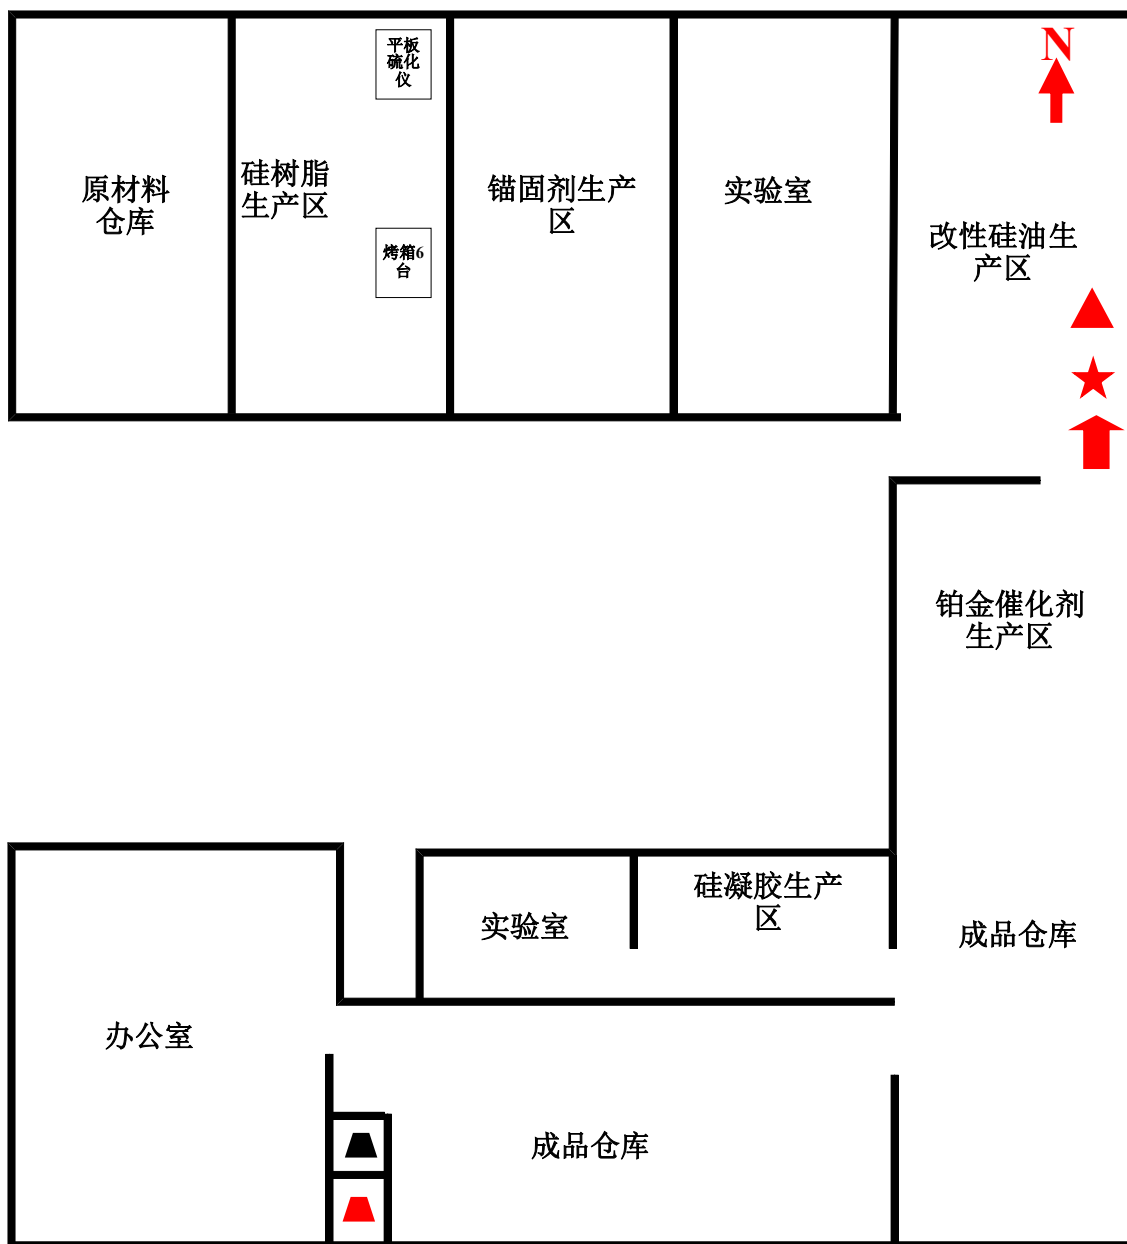 N
平板
硫化
仪
原材料
仓库
硅树脂
生产区
锚固剂生产
区
实验室
改性硅油生
产区
烤箱6
台
铂金催化剂
生产区
实验室
硅凝胶生产
区
成品仓库
办公室
成品仓库